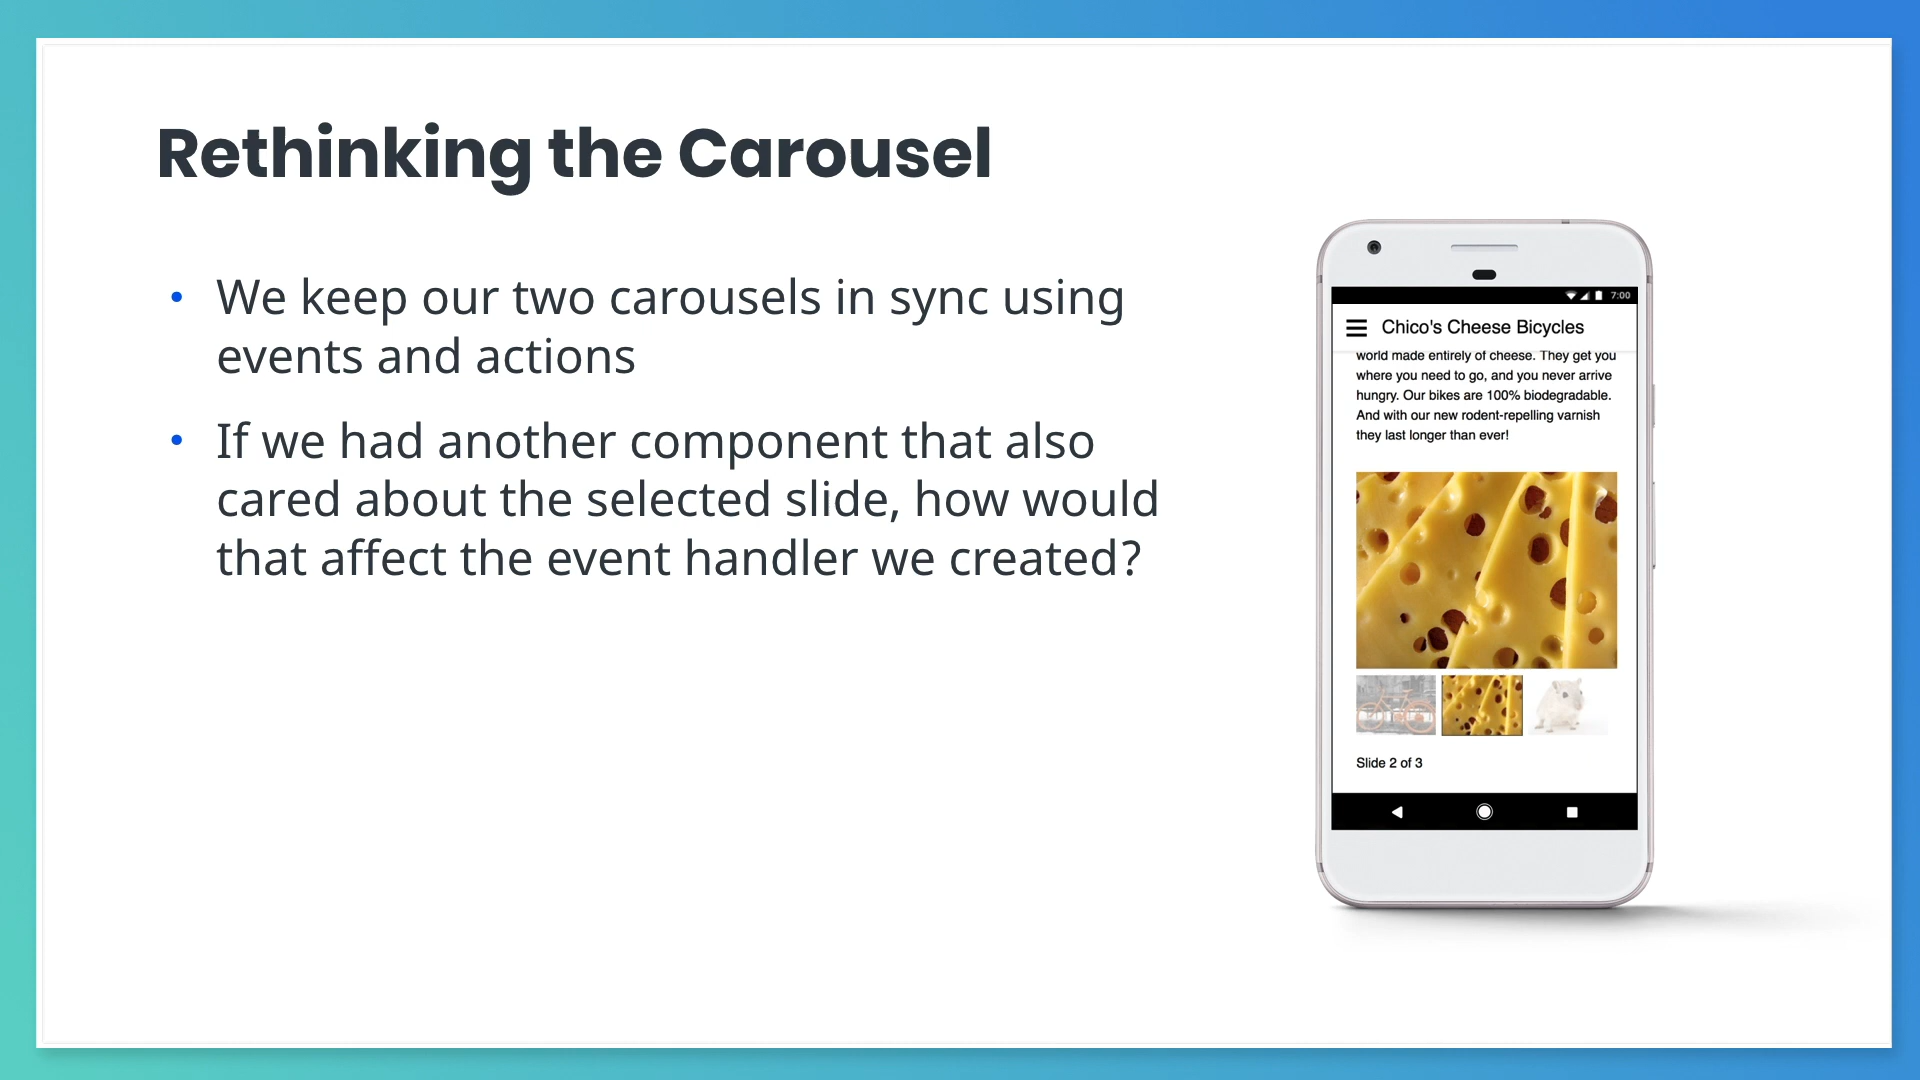 Rethinking the Carousel
• We keep our two carousels in sync using
events and actions
• If we had another component that also
cared about the selected slide, how would
that affect the event handler we created?
7:00
Chico's Cheese Bicycles
world made entirely of cheese. They get you
where you need to go, and you never arrive
hungry. Our bikes are 100% biodegradable.
And with our new rodent-repelling varnish
they last longer than ever!
Slide 2 of 3